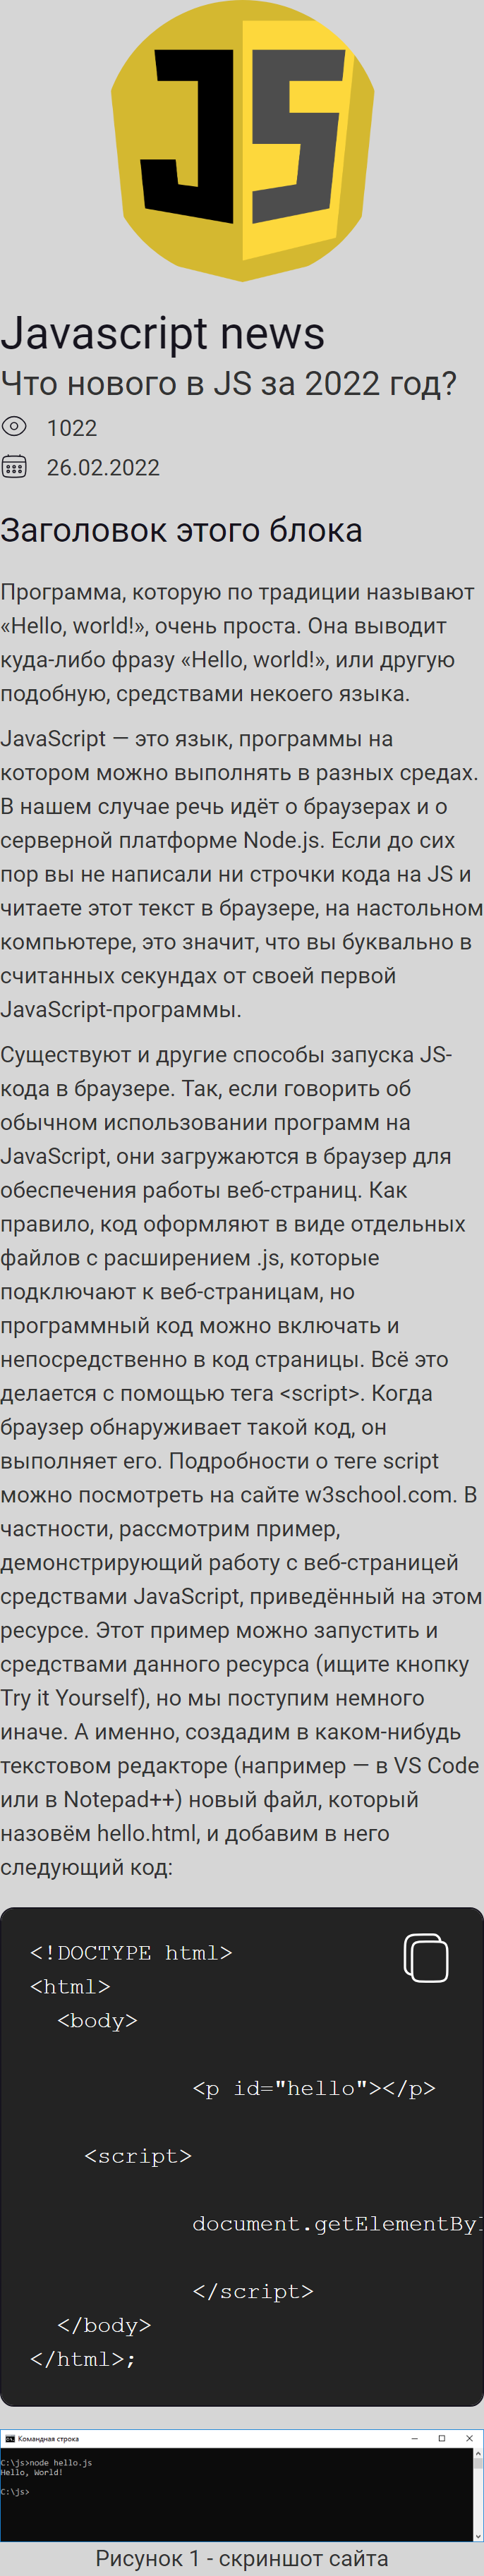 JS
Javascript news
Что нового в JS за 2022 год?
1022
26.02.2022
Заголовок этого блока
Программа, которую по традиции называют
«Hello, world!», очень проста. Она выводит
куда-либо фразу «Hello, world!», или другую
подобную, средствами некоего языка.
JavaScript — это язык, программы на
котором можно выполнять в разных средах.
В нашем случае речь идёт о браузерах и о
серверной платформе Node.js. Если до сих
пор вы не написали ни строчки кода на JS и
читаете этот текст в браузере, на настольном
компьютере, это значит, что вы буквально в
считанных секундах от своей первой
JavaScript-программы.
Существуют и другие способы запуска JS-
кода в браузере. Так, если говорить об
обычном использовании программ на
JavaScript, они загружаются в браузер для
обеспечения работы веб-страниц. Как
правило, код оформляют в виде отдельных
файлов с расширением .js, которые
подключают к веб-страницам, но
программный код можно включать и
непосредственно в код страницы. Всё это
делается с помощью тега <script>. Когда
браузер обнаруживает такой код, он
выполняет его. Подробности о теге script
можно посмотреть на сайте w3school.com. В
частности, рассмотрим пример,
демонстрирующий работу с веб-страницей
средствами JavaScript, приведённый на этом
ресурсе. Этот пример можно запустить и
средствами данного ресурса (ищите кнопку
Try it Yourself), но мы поступим немного
иначе. А именно, создадим в каком-нибудь
текстовом редакторе (например — в VS Code
или в Notepad++) новый файл, который
назовём hello.html, и добавим в него
следующий код:
<!DOCTYPE html>
<html>
<body>
<p id="hello"></p>
<script>
document.getElementBy
</script>
</body>
</html>;
Командная строка
C:\js>node hello.js
Hello, World!
C:\js>
Рисунок 1 - скриншот сайта